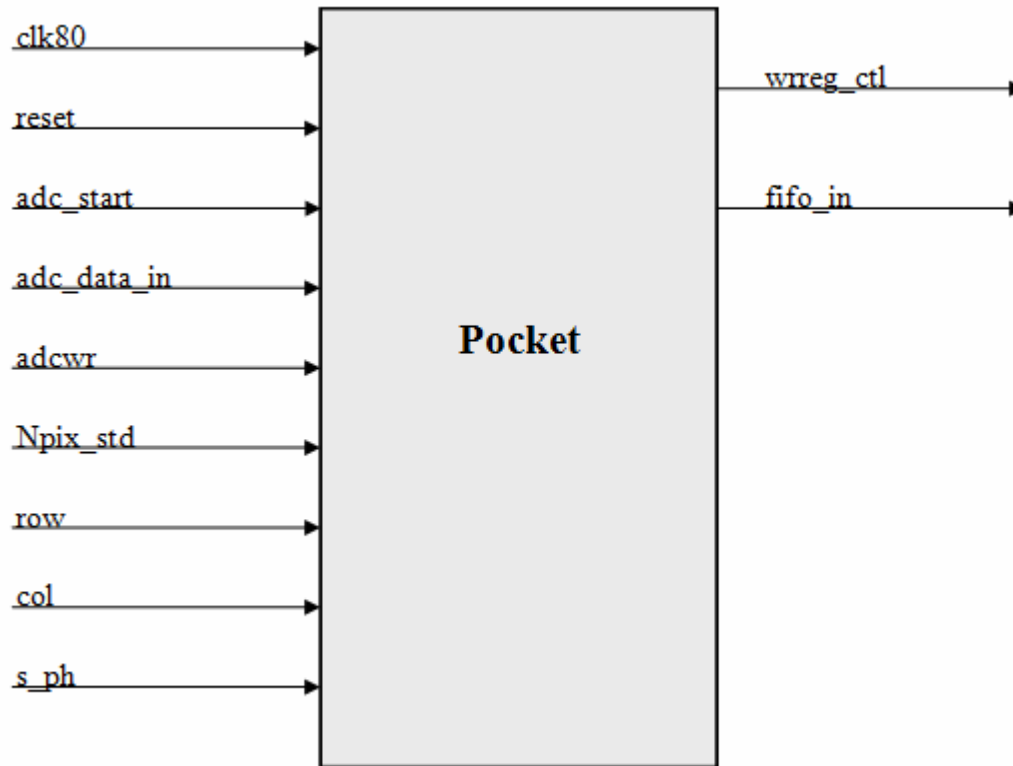 clk80
reset
adc_start
adc_data_in
adcwr
Npix_std
row
col
s_ph
Pocket
wrreg_ctl
fifo_in